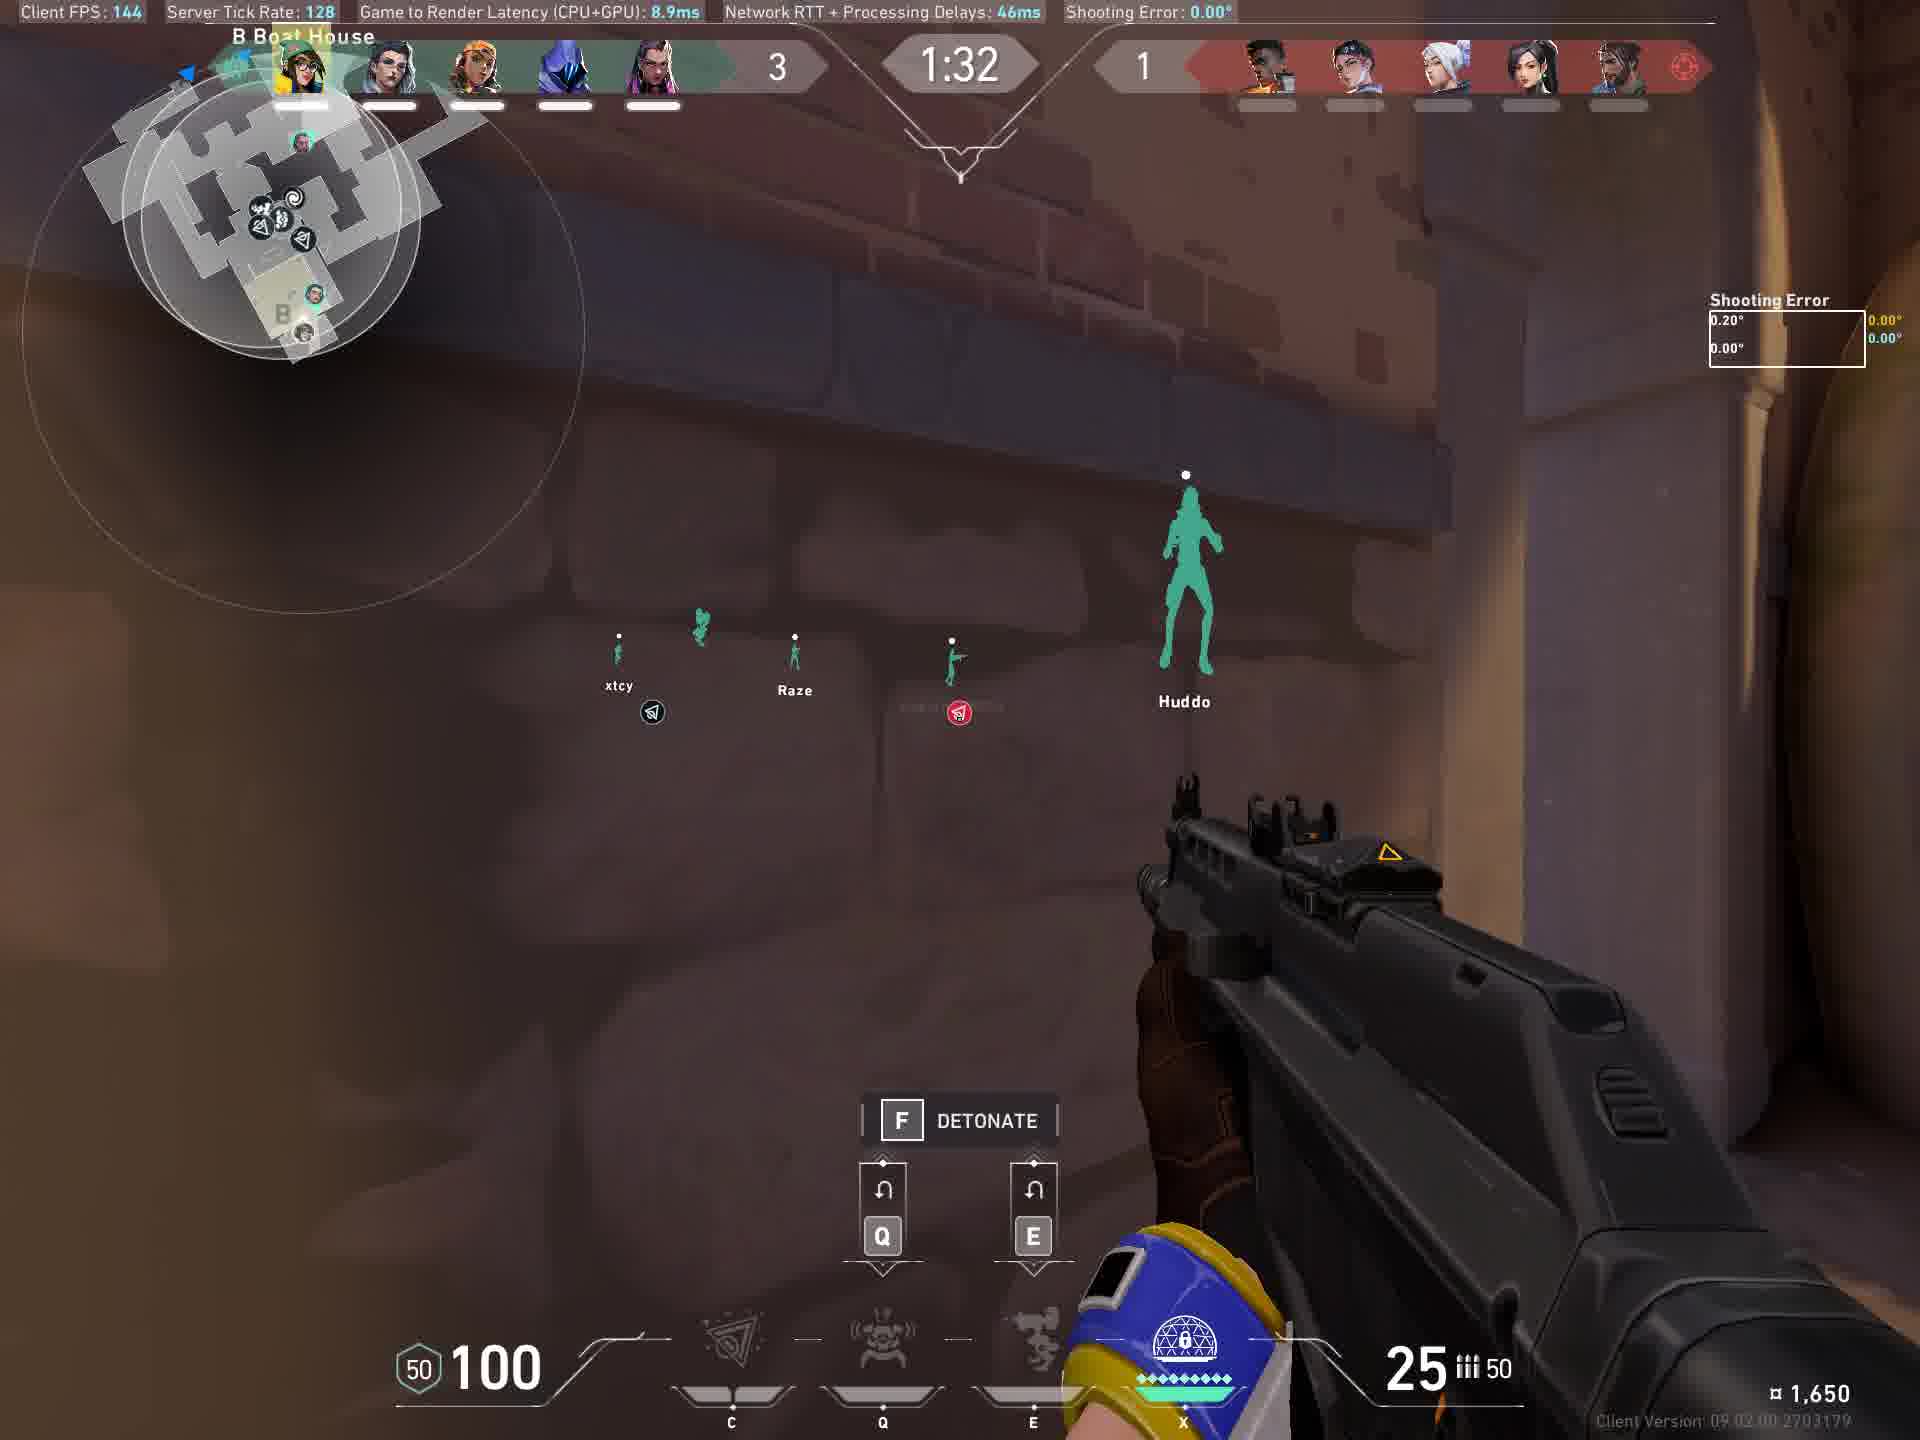 Client FPS: 144 Server Tick Rate: 128 Game to Render Latency (CPU+GPU): 8.9ms Network RTT + Processing Delays: 46ms Shooting Error: 0.00°
B Boat House
3 1:32 1
B
Shooting Error
0.20° 0.00°
0.00°
0.00°
xtcy Raze Huddo
F DETONATE
Q E
50 100 25 50
¤ 1,650
C Q E X
Client Version: 09.02.00.2703179